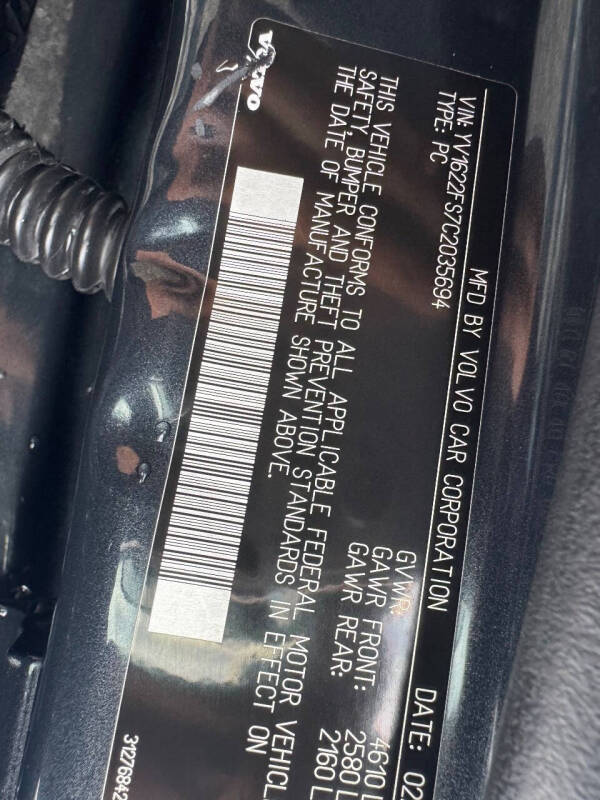 VOLVO
MFD BY VOLVO CAR CORPORATION DATE: 02
VIN: YV1622FS7C2035694
TYPE: PC
GVWR: 4610 L
GAWR FRONT: 2580 L
GAWR REAR: 2160 L
THIS VEHICLE CONFORMS TO ALL APPLICABLE FEDERAL MOTOR VEHICL
SAFETY, BUMPER AND THEFT PREVENTION STANDARDS IN EFFECT ON
THE DATE OF MANUFACTURE SHOWN ABOVE.
31276842